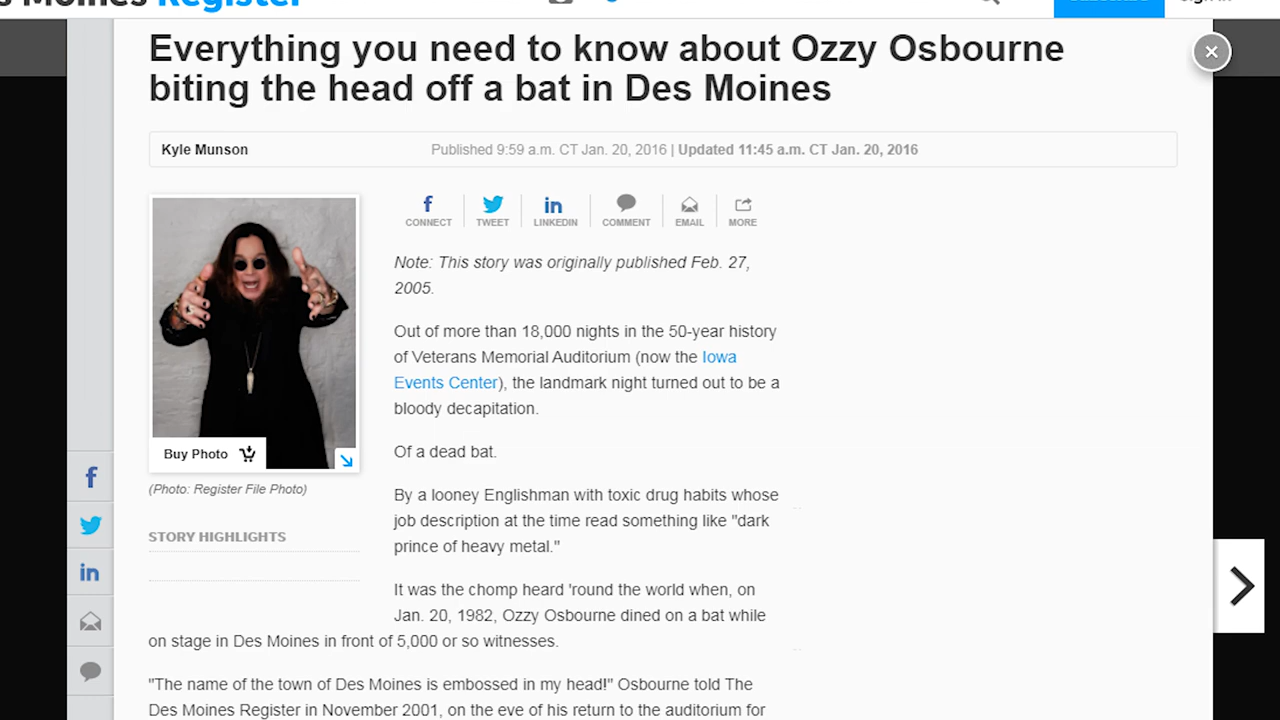 s Moines Register
Everything you need to know about Ozzy Osbourne
biting the head off a bat in Des Moines
Kyle Munson
Published 9:59 a.m. CT Jan. 20, 2016 | Updated 11:45 a.m. CT Jan. 20, 2016
CONNECT
TWEET
LINKEDIN
COMMENT
EMAIL
MORE
Buy Photo
(Photo: Register File Photo)
STORY HIGHLIGHTS
Note: This story was originally published Feb. 27,
2005.
Out of more than 18,000 nights in the 50-year history
of Veterans Memorial Auditorium (now the Iowa
Events Center), the landmark night turned out to be a
bloody decapitation.
Of a dead bat.
By a looney Englishman with toxic drug habits whose
job description at the time read something like "dark
prince of heavy metal."
It was the chomp heard 'round the world when, on
Jan. 20, 1982, Ozzy Osbourne dined on a bat while
on stage in Des Moines in front of 5,000 or so witnesses.
"The name of the town of Des Moines is embossed in my head!" Osbourne told The
Des Moines Register in November 2001, on the eve of his return to the auditorium for